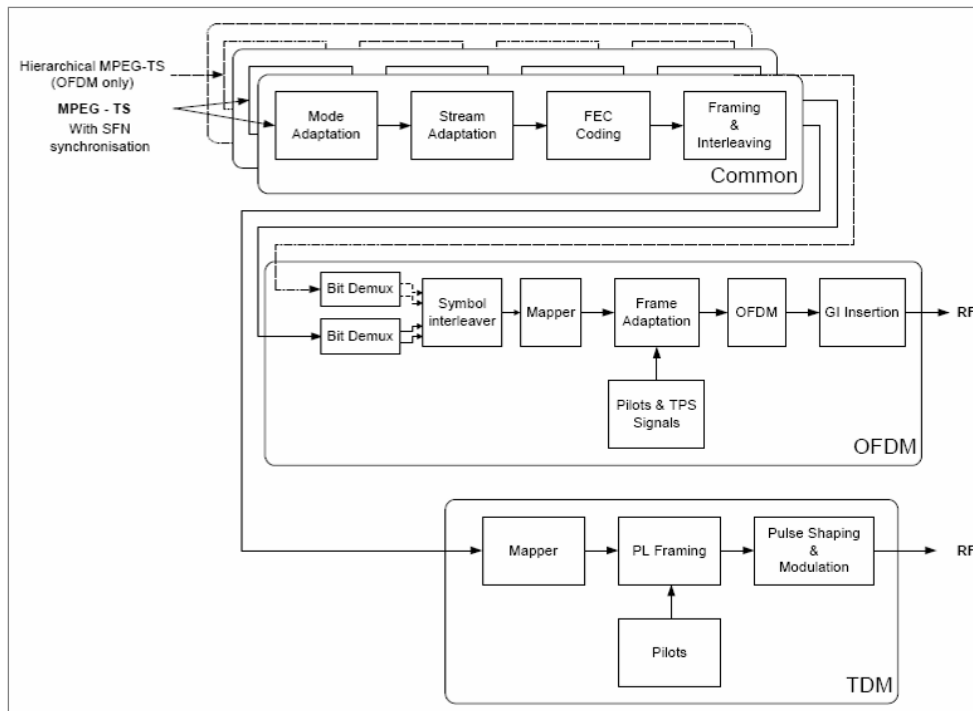 Hierarchical MPEG-TS
(OFDM only)
MPEG - TS
With SFN
synchronisation
Mode
Adaptation
Stream
Adaptation
FEC
Coding
Framing
&
Interleaving
Common
Bit Demux
Bit Demux
Symbol
interleaver
Mapper
Frame
Adaptation
OFDM
GI Insertion
RF
Pilots & TPS
Signals
OFDM
Mapper
PL Framing
Pulse Shaping
&
Modulation
RF
Pilots
TDM